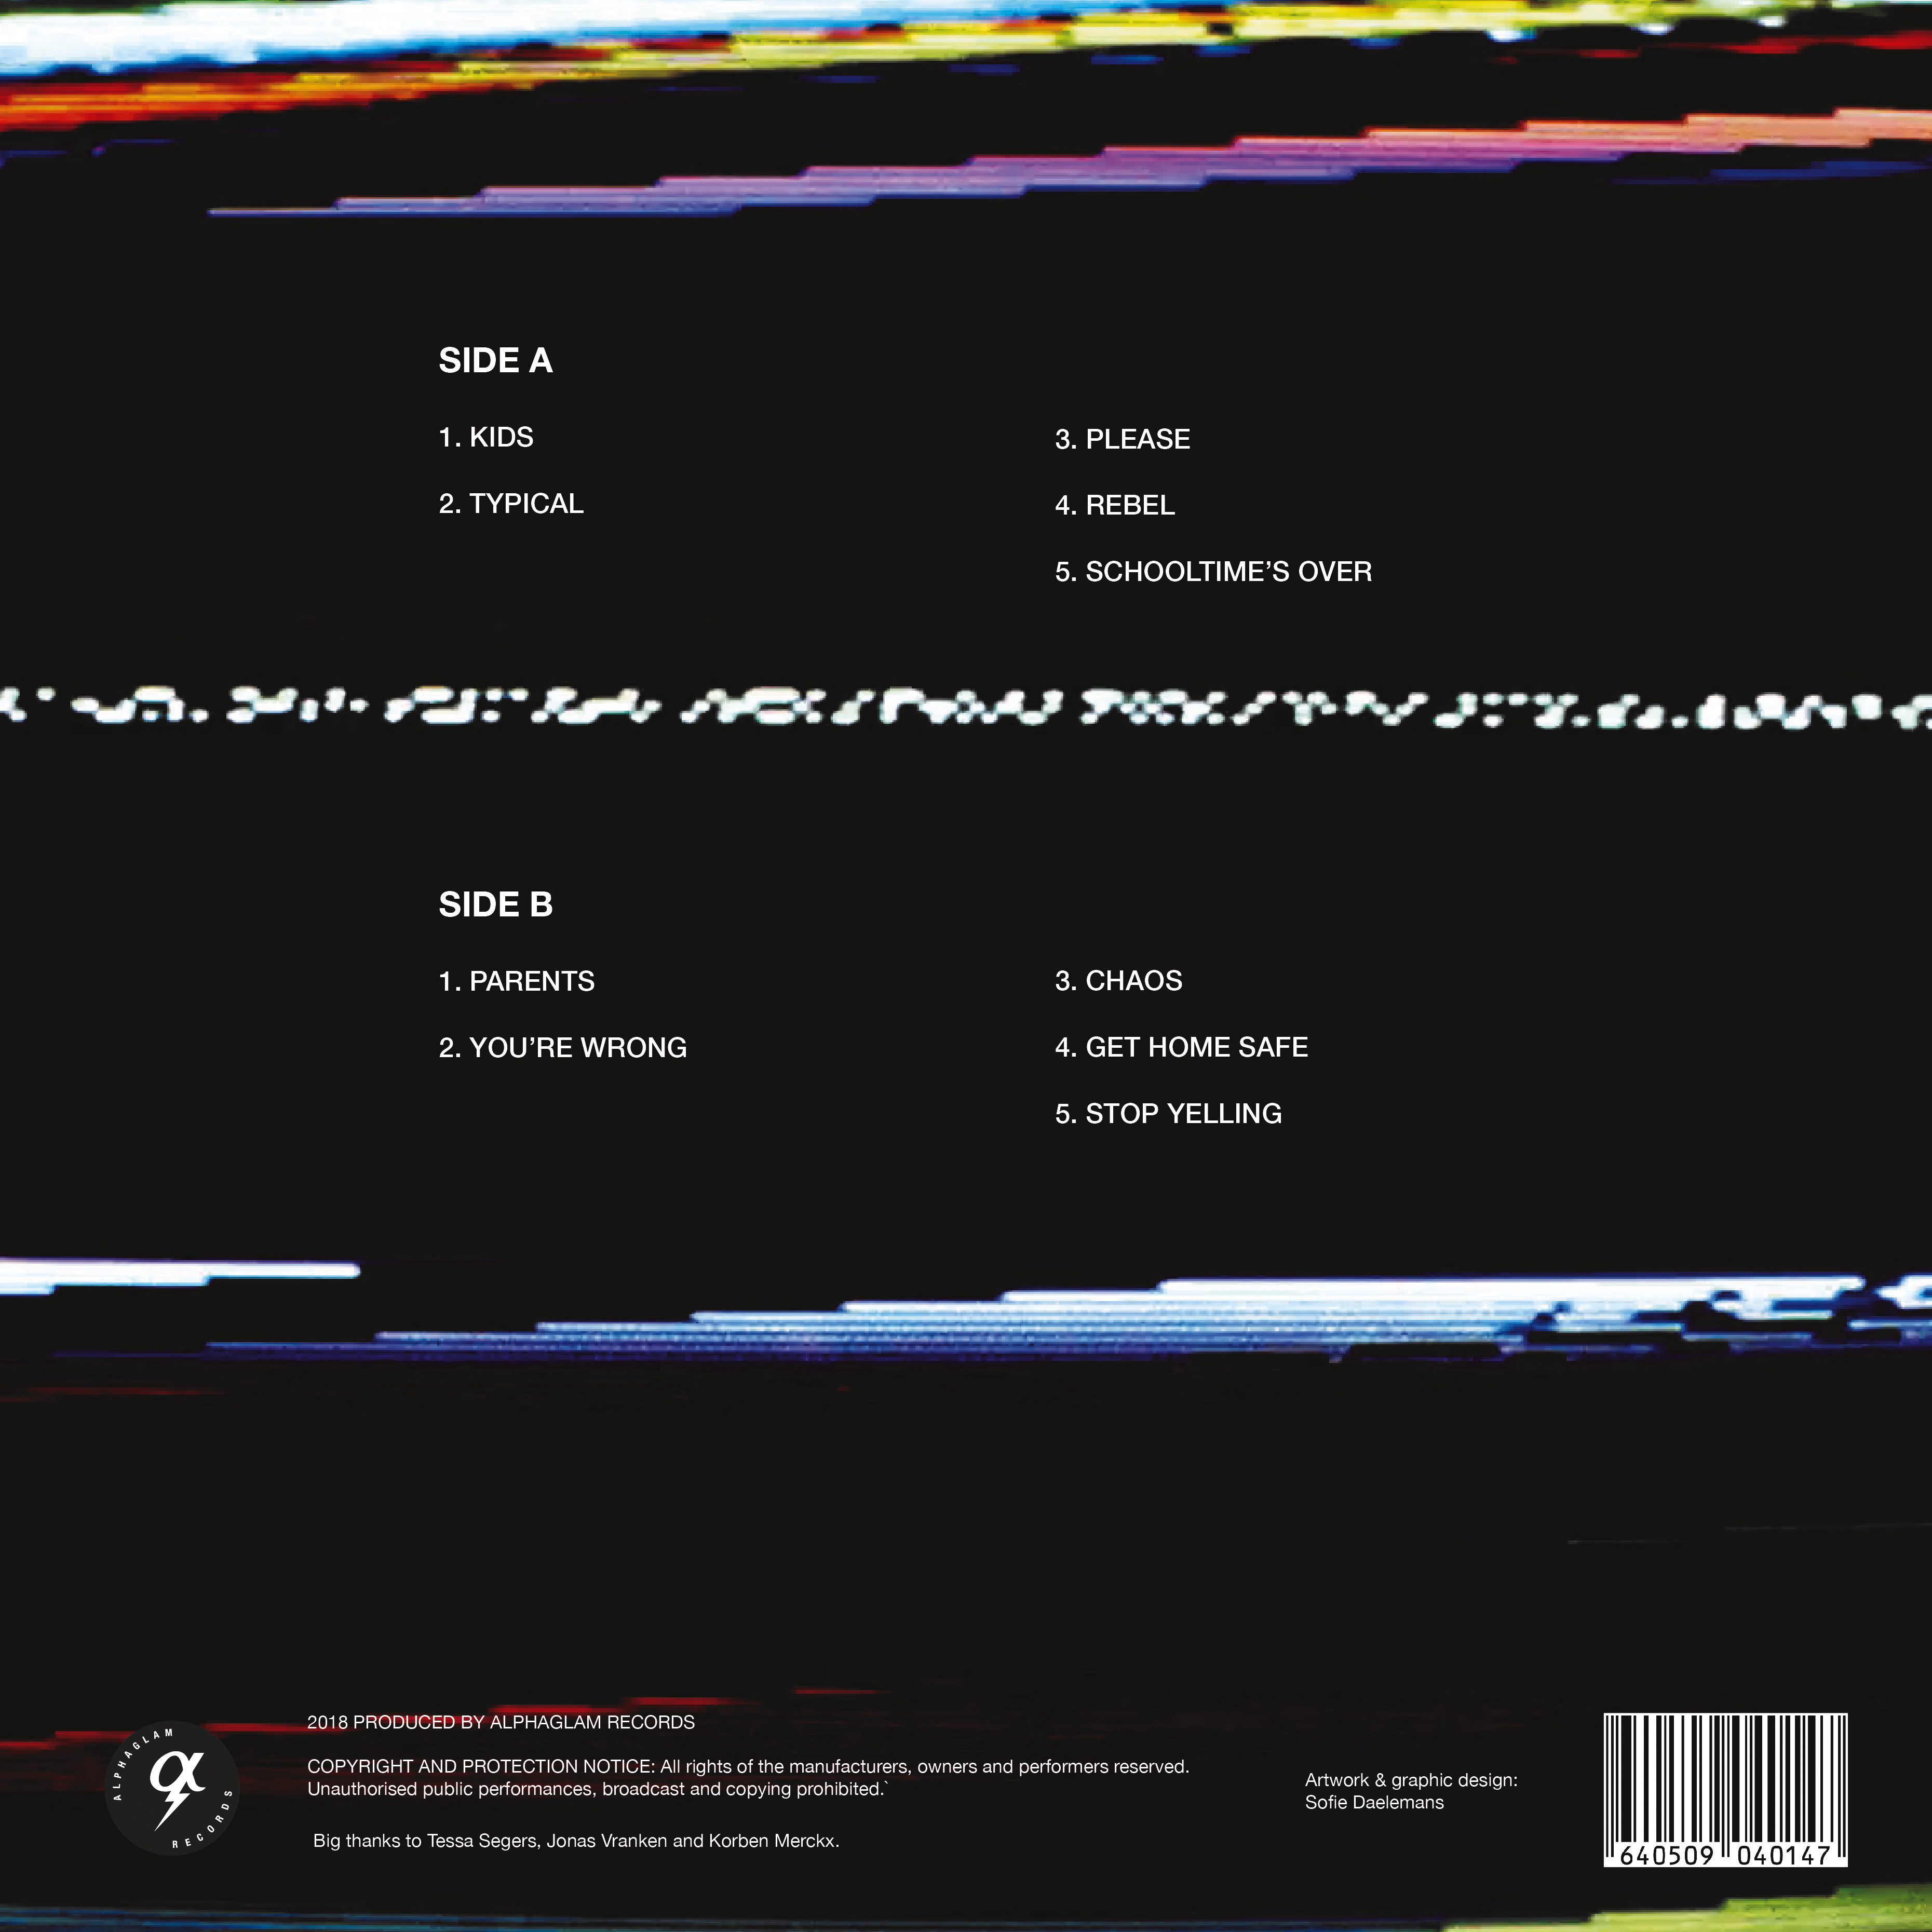 SIDE A
1. KIDS
2. TYPICAL
3. PLEASE
4. REBEL
5. SCHOOLTIME’S OVER
SIDE B
1. PARENTS
2. YOU’RE WRONG
3. CHAOS
4. GET HOME SAFE
5. STOP YELLING
ALPHAGLAM
α
RECORDS
2018 PRODUCED BY ALPHAGLAM RECORDS
COPYRIGHT AND PROTECTION NOTICE: All rights of the manufacturers, owners and performers reserved.
Unauthorised public performances, broadcast and copying prohibited.`
Big thanks to Tessa Segers, Jonas Vranken and Korben Merckx.
Artwork & graphic design:
Sofie Daelemans
640509 040147